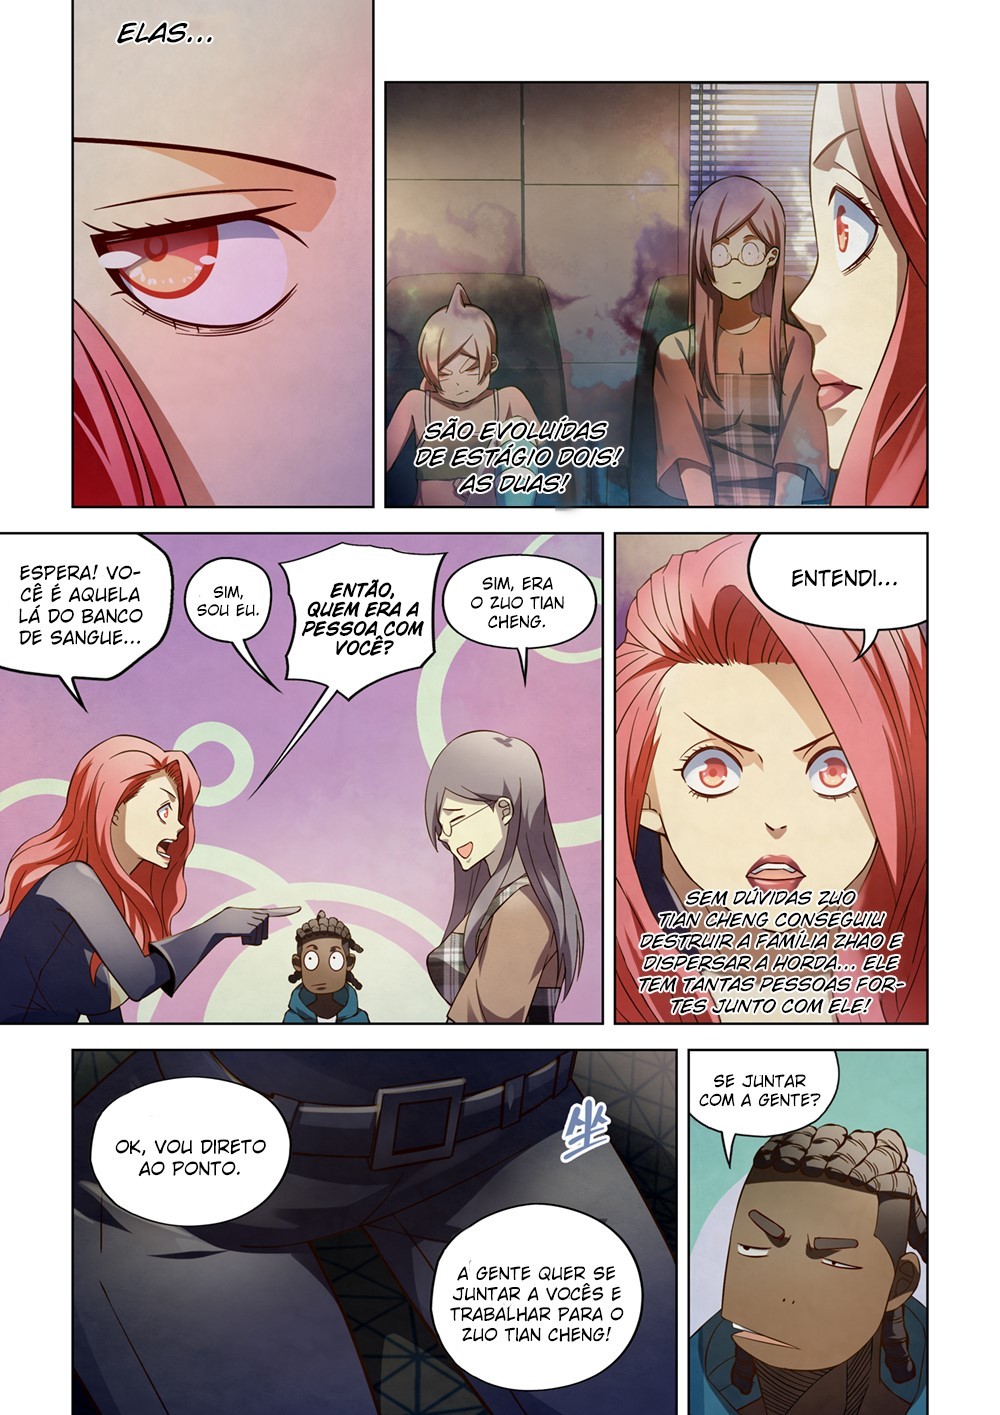 ELAS...
SÃO EVOLUÍDAS
DE ESTÁGIO DOIS!
AS DUAS!
ESPERA! VO-
CÊ É AQUELA
LÁ DO BANCO
DE SANGUE...
SIM,
SOU EU.
ENTÃO,
QUEM ERA A
PESSOA COM
VOCÊ?
SIM, ERA
O ZUO TIAN
CHENG.
ENTENDI...
SEM DÚVIDAS ZUO
TIAN CHENG CONSEGUIU
DESTRUIR A FAMÍLIA ZHAO E
DISPERSAR A HORDA... ELE
TEM TANTAS PESSOAS FOR-
TES JUNTO COM ELE!
OK, VOU DIRETO
AO PONTO.
坐
A GENTE QUER SE
JUNTAR A VOCÊS E
TRABALHAR PARA O
ZUO TIAN CHENG!
SE JUNTAR
COM A GENTE?